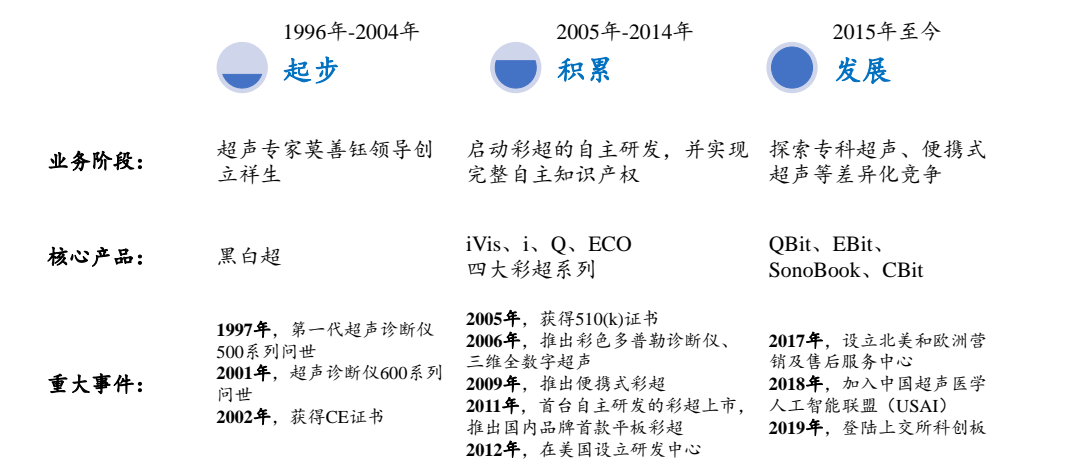 1996年-2004年
起步
2005年-2014年
积累
2015年至今
发展
业务阶段：
超声专家莫善钰领导创
立祥生
启动彩超的自主研发，并实现
完整自主知识产权
探索专科超声、便携式
超声等差异化竞争
核心产品：
黑白超
iVis、i、Q、ECO
四大彩超系列
QBit、EBit、
SonoBook、CBit
重大事件：
1997年，第一代超声诊断仪
500系列问世
2001年，超声诊断仪600系列
问世
2002年，获得CE证书
2005年，获得510(k)证书
2006年，推出彩色多普勒诊断仪、
三维全数字超声
2009年，推出便携式彩超
2011年，首台自主研发的彩超上市，
推出国内品牌首款平板彩超
2012年，在美国设立研发中心
2017年，设立北美和欧洲营
销及售后服务中心
2018年，加入中国超声医学
人工智能联盟（USAI）
2019年，登陆上交所科创板